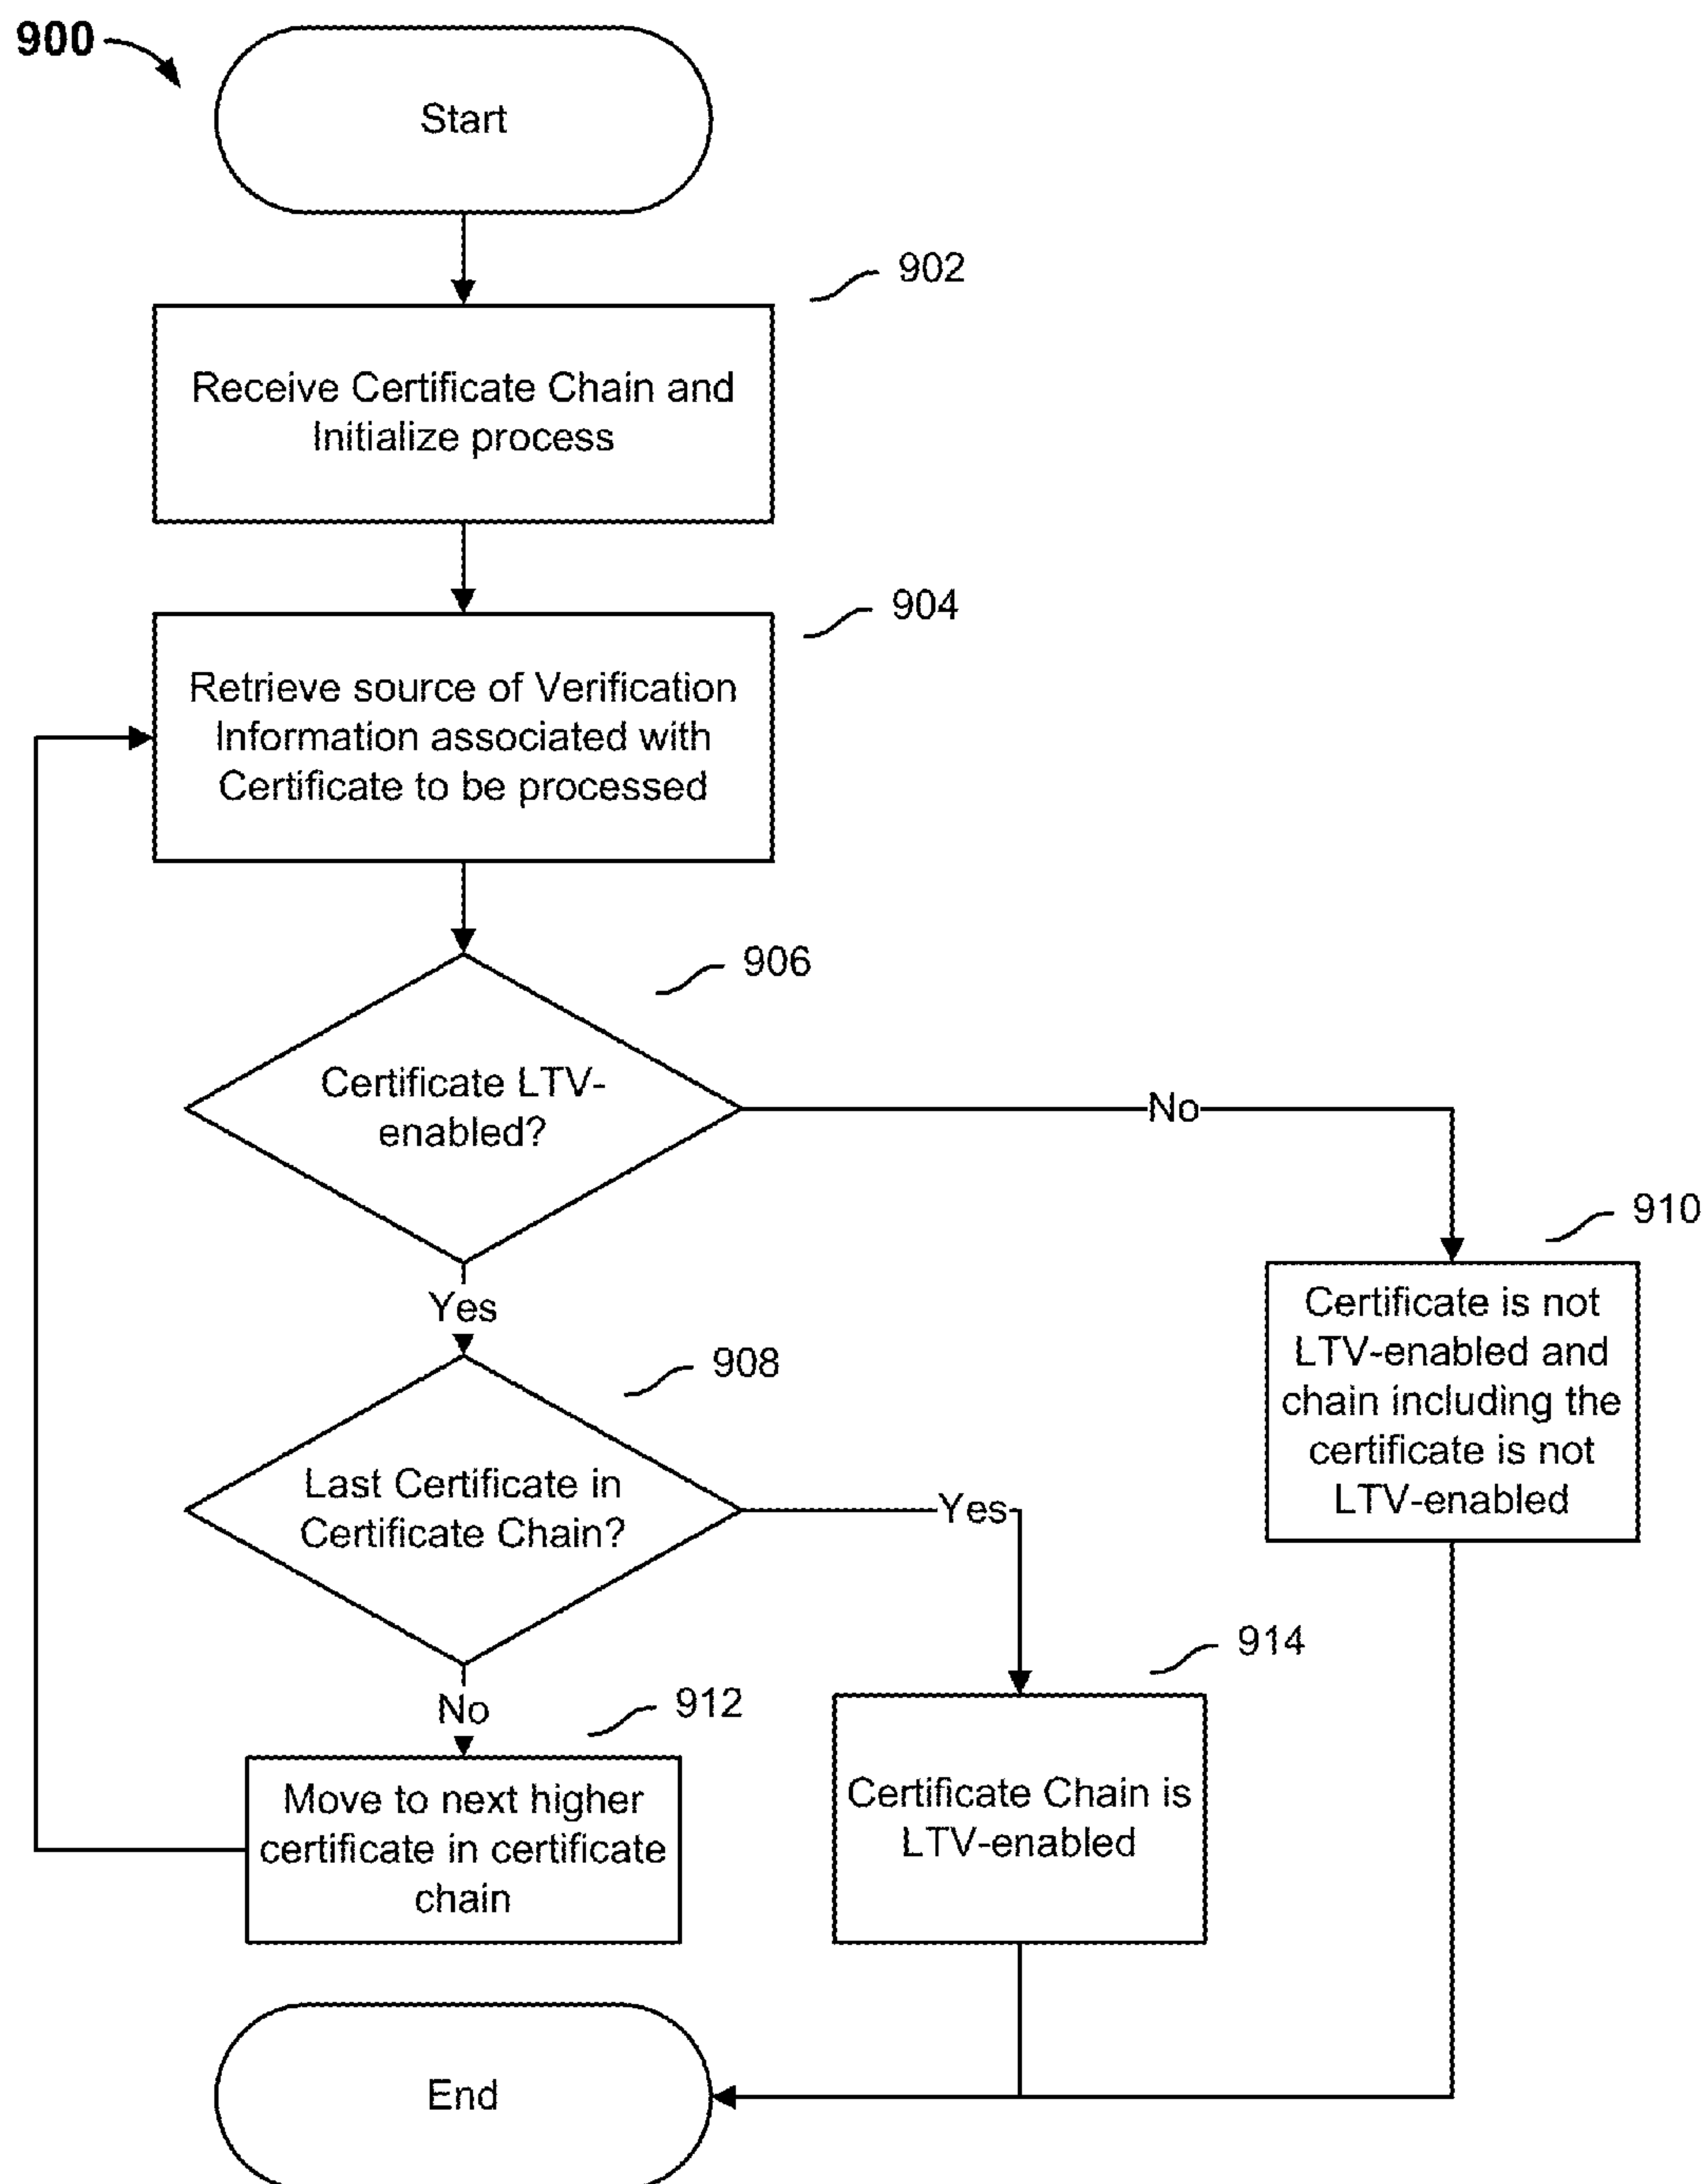 900
Start
902
Receive Certificate Chain and
Initialize process
904
Retrieve source of Verification
Information associated with
Certificate to be processed
906
Certificate LTV-
enabled?
No
Yes
910
Certificate is not
LTV-enabled and
chain including the
certificate is not
LTV-enabled
908
Last Certificate in
Certificate Chain?
Yes
No
912
Move to next higher
certificate in certificate
chain
914
Certificate Chain is
LTV-enabled
End